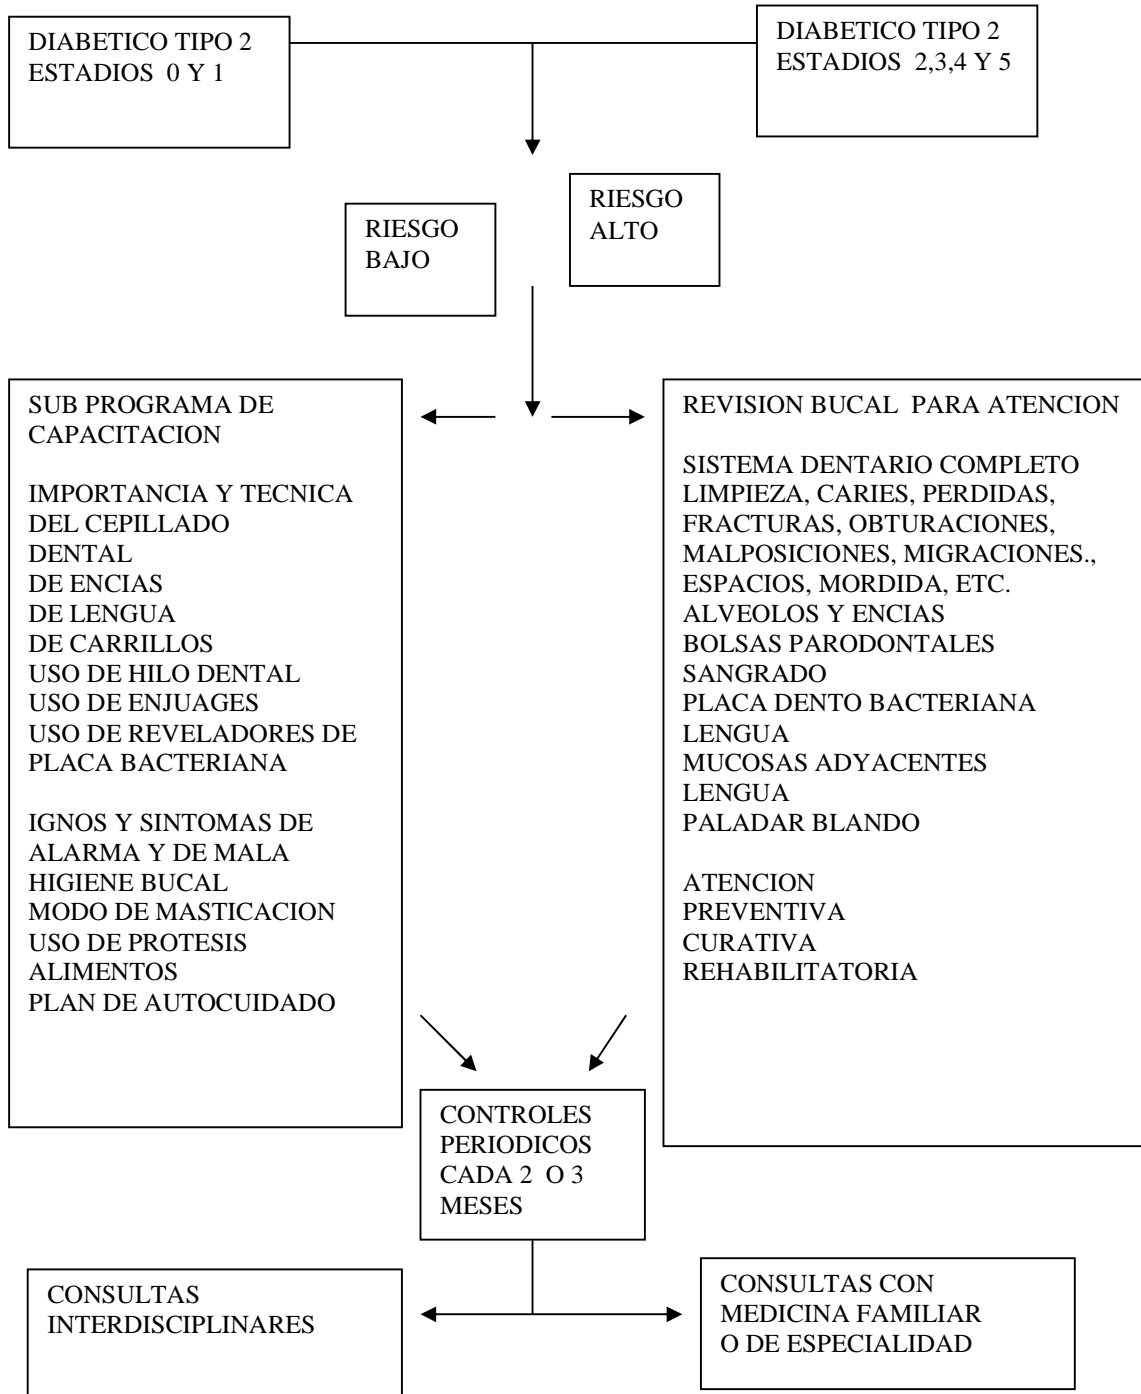 DIABETICO TIPO 2
ESTADIOS 0 Y 1
DIABETICO TIPO 2
ESTADIOS 2,3,4 Y 5
RIESGO
BAJO
RIESGO
ALTO
SUB PROGRAMA DE
CAPACITACION
IMPORTANCIA Y TECNICA
DEL CEPILLADO
DENTAL
DE ENCIAS
DE LENGUA
DE CARRILLOS
USO DE HILO DENTAL
USO DE ENJUAGES
USO DE REVELADORES DE
PLACA BACTERIANA
IGNOS Y SINTOMAS DE
ALARMA Y DE MALA
HIGIENE BUCAL
MODO DE MASTICACION
USO DE PROTESIS
ALIMENTOS
PLAN DE AUTOCUIDADO
REVISION BUCAL PARA ATENCION
SISTEMA DENTARIO COMPLETO
LIMPIEZA, CARIES, PERDIDAS,
FRACTURAS, OBTURACIONES,
MALPOSICIONES, MIGRACIONES.,
ESPACIOS, MORDIDA, ETC.
ALVEOLOS Y ENCIAS
BOLSAS PARODONTALES
SANGRADO
PLACA DENTO BACTERIANA
LENGUA
MUCOSAS ADYACENTES
LENGUA
PALADAR BLANDO
ATENCION
PREVENTIVA
CURATIVA
REHABILITATORIA
CONTROLES
PERIODICOS
CADA 2 O 3
MESES
CONSULTAS
INTERDISCIPLINARES
CONSULTAS CON
MEDICINA FAMILIAR
O DE ESPECIALIDAD